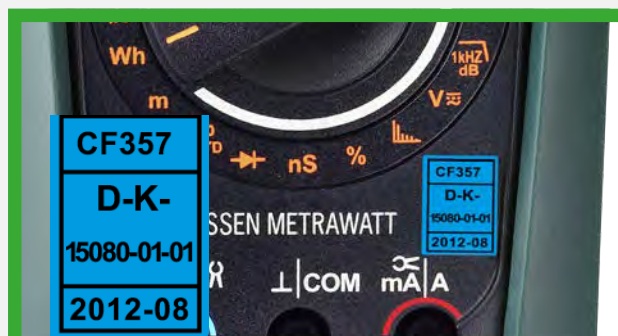 Wh
m
nS
%
1kHZ
dB
V
CF357
D-K-
15080-01-01
2012-08
SSEN METRAWATT
CF357
D-K-
15080-01-01
2012-08
⊥|COM
mA|A